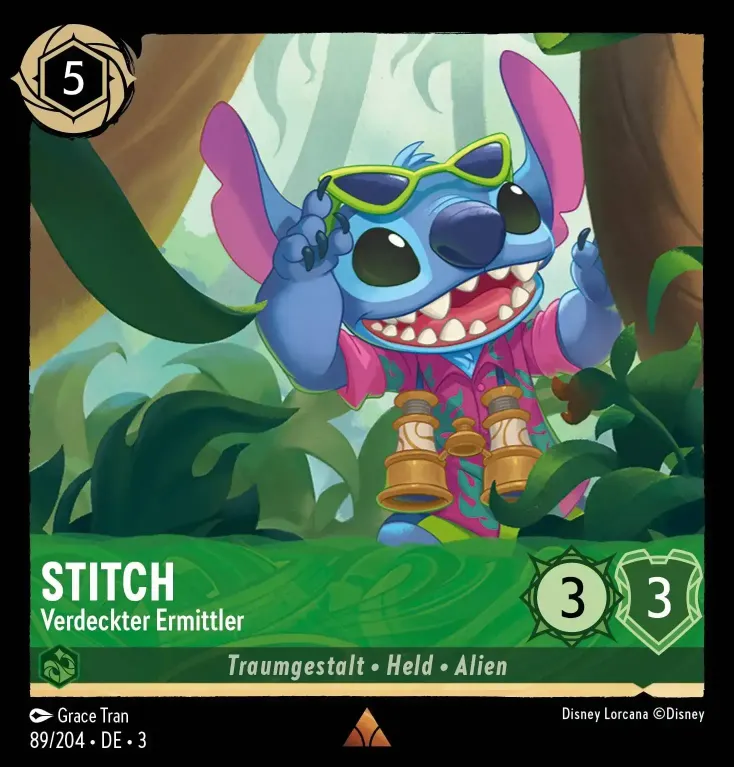 5
STITCH
Verdeckter Ermittler
3
3
Traumgestalt • Held • Alien
Grace Tran
Disney Lorcana ©Disney
89/204 • DE • 3